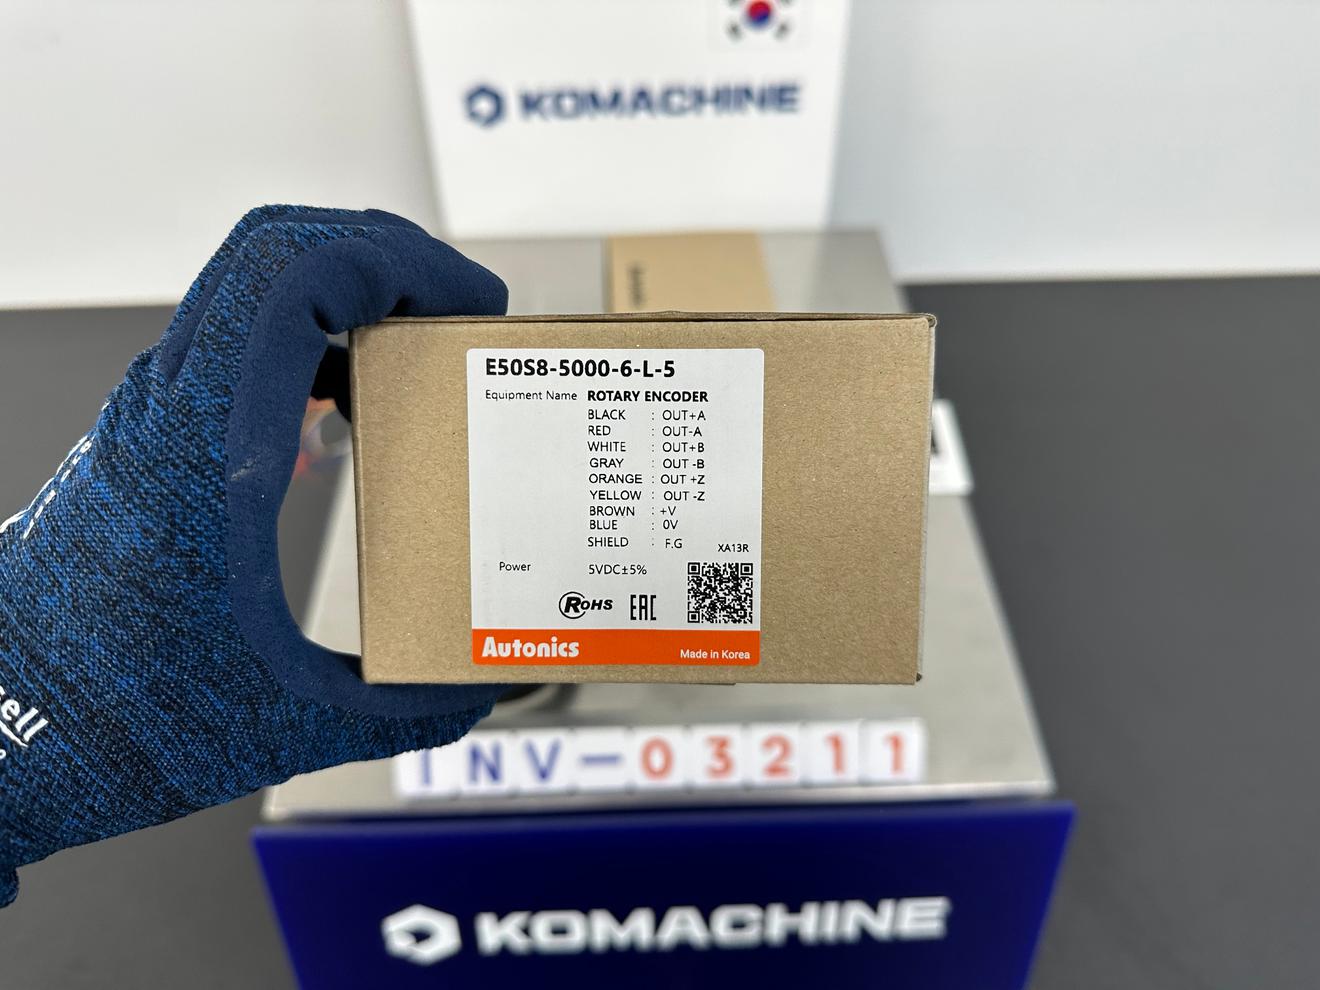 KOMACHINE
E50S8-5000-6-L-5
Equipment Name ROTARY ENCODER
BLACK : OUT+A
RED : OUT-A
WHITE : OUT+B
GRAY : OUT -B
ORANGE : OUT +Z
YELLOW : OUT -Z
BROWN : +V
BLUE : 0V
SHIELD : F.G
XA13R
Power 5VDC±5%
RoHS EAC
Autonics
Made in Korea
INV-03211
KOMACHINE